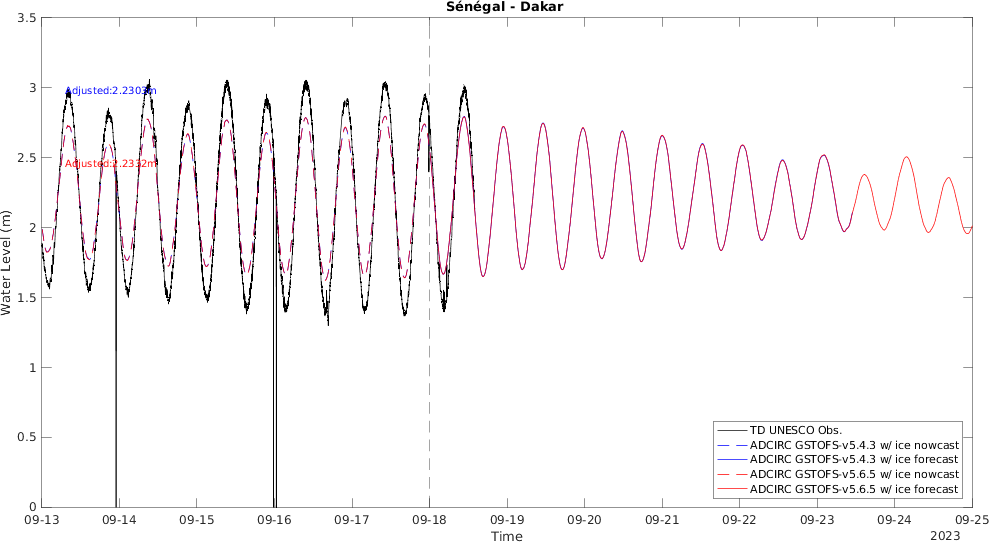 Sénégal - Dakar
3.5
3
2.5
2
1.5
1
0.5
0
Water Level (m)
Adjusted:2.2303m
Adjusted:2.2332m
TD UNESCO Obs.
ADCIRC GSTOFS-v5.4.3 w/ ice nowcast
ADCIRC GSTOFS-v5.4.3 w/ ice forecast
ADCIRC GSTOFS-v5.6.5 w/ ice nowcast
ADCIRC GSTOFS-v5.6.5 w/ ice forecast
09-13 09-14 09-15 09-16 09-17 09-18 09-19 09-20 09-21 09-22 09-23 09-24 09-25
Time
2023